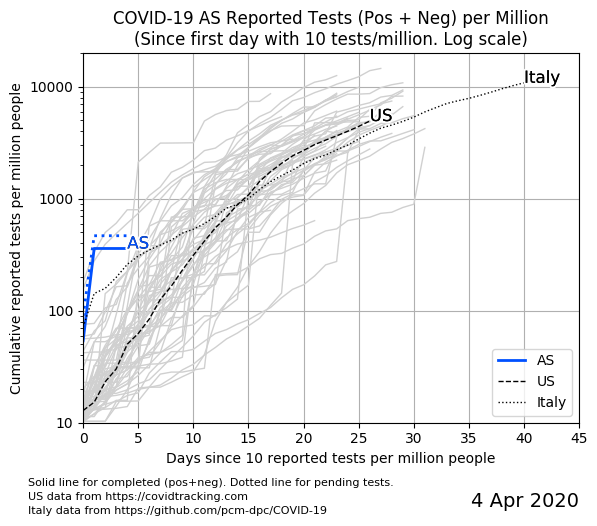 COVID-19 AS Reported Tests (Pos + Neg) per Million
(Since first day with 10 tests/million. Log scale)
Cumulative reported tests per million people
10000
1000
100
10
Italy
US
AS
AS
US
Italy
0 5 10 15 20 25 30 35 40 45
Days since 10 reported tests per million people
Solid line for completed (pos+neg). Dotted line for pending tests.
US data from https://covidtracking.com
Italy data from https://github.com/pcm-dpc/COVID-19
4 Apr 2020